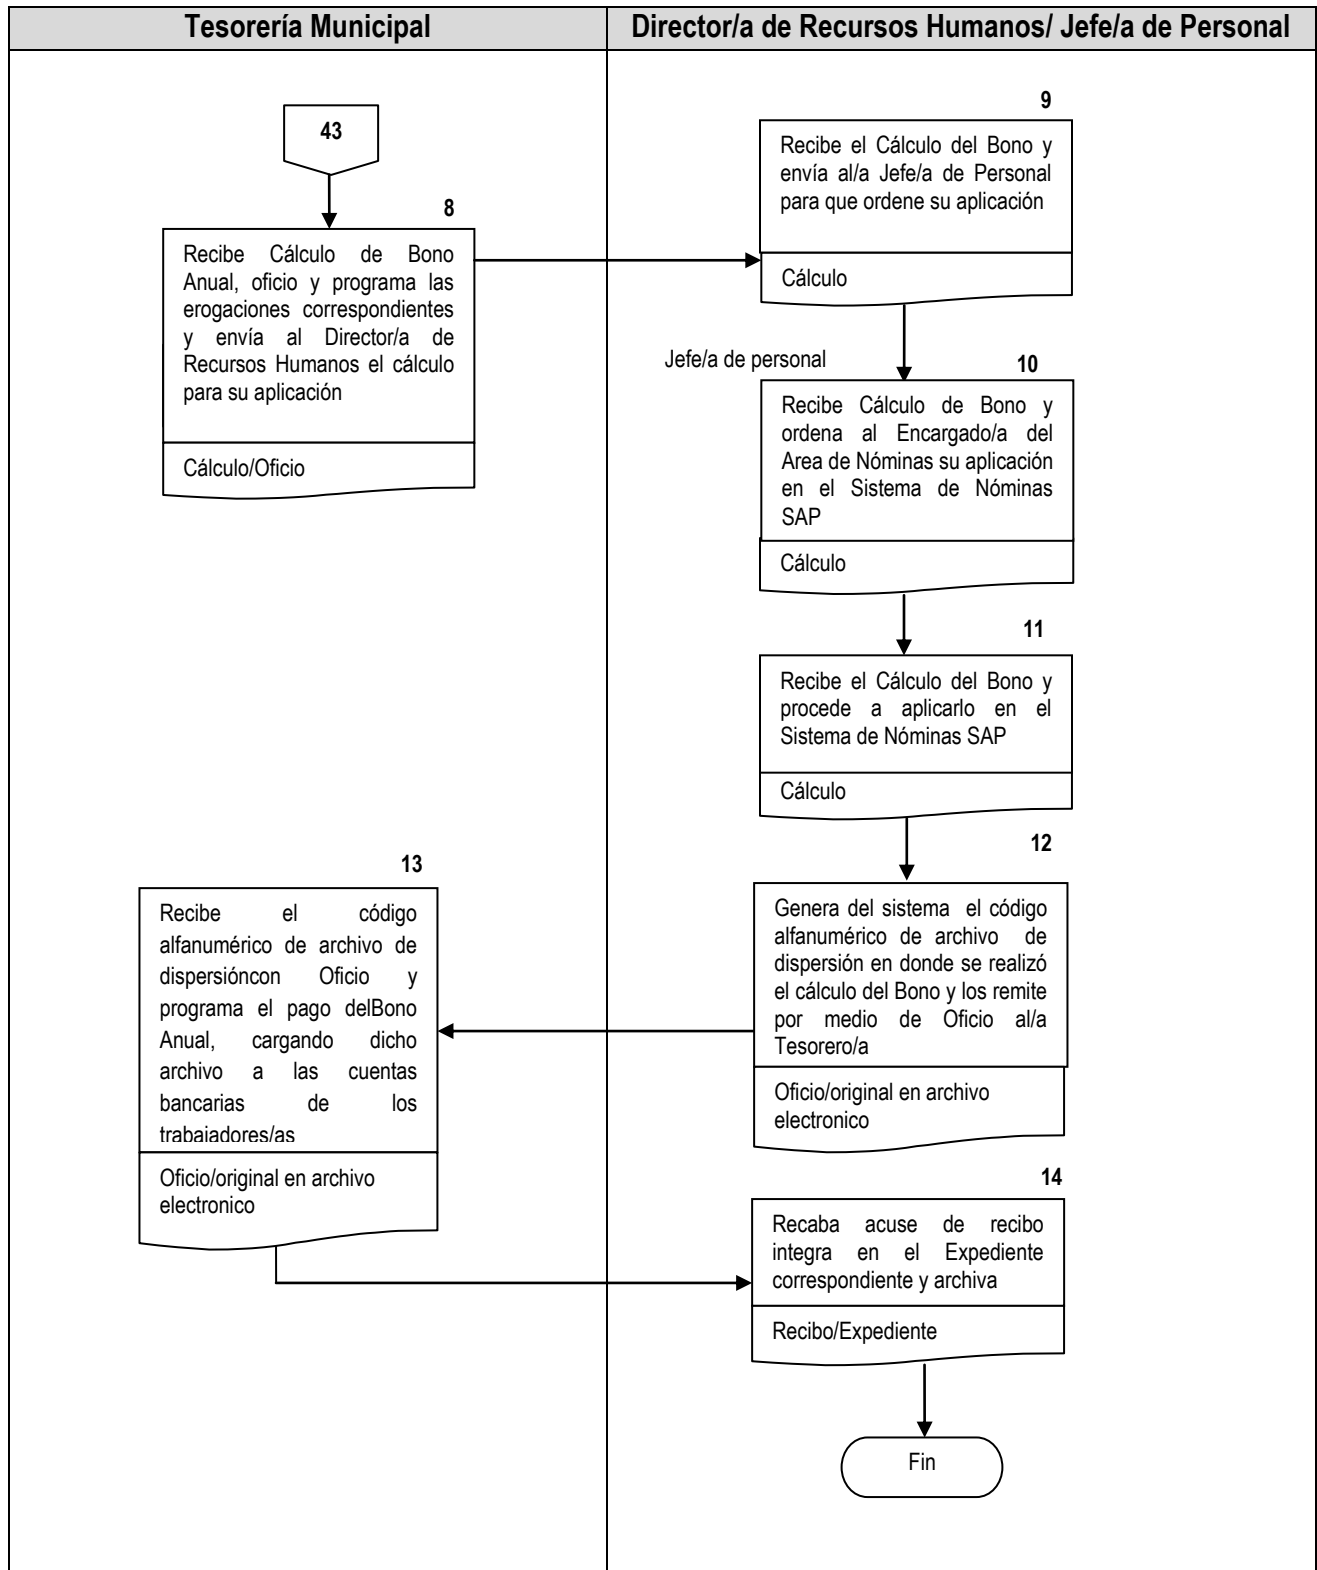 Tesorería Municipal
Director/a de Recursos Humanos/ Jefe/a de Personal
43
8
Recibe Cálculo de Bono
Anual, oficio y programa las
erogaciones correspondientes
y envía al Director/a de
Recursos Humanos el cálculo
para su aplicación
Cálculo/Oficio
9
Recibe el Cálculo del Bono y
envía al/a Jefe/a de Personal
para que ordene su aplicación
Cálculo
Jefe/a de personal
10
Recibe Cálculo de Bono y
ordena al Encargado/a del
Area de Nóminas su aplicación
en el Sistema de Nóminas
SAP
Cálculo
11
Recibe el Cálculo del Bono y
procede a aplicarlo en el
Sistema de Nóminas SAP
Cálculo
12
Genera del sistema el código
alfanumérico de archivo de
dispersión en donde se realizó
el cálculo del Bono y los remite
por medio de Oficio al/a
Tesorero/a
Oficio/original en archivo
electronico
13
Recibe el código
alfanumérico de archivo de
dispersióncon Oficio y
programa el pago delBono
Anual, cargando dicho
archivo a las cuentas
bancarias de los
trabajadores/as
Oficio/original en archivo
electronico
14
Recaba acuse de recibo
integra en el Expediente
correspondiente y archiva
Recibo/Expediente
Fin